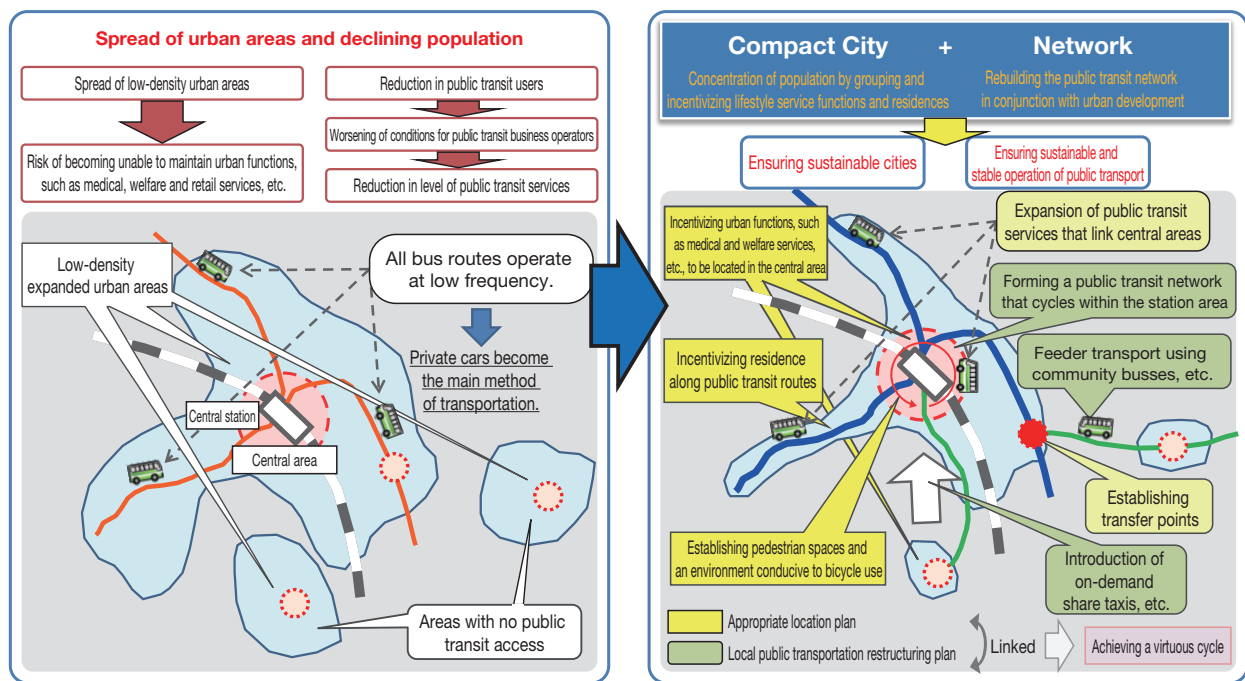 Spread of urban areas and declining population
Spread of low-density urban areas
Risk of becoming unable to maintain urban functions,
such as medical, welfare and retail services, etc.
Reduction in public transit users
Worsening of conditions for public transit business operators
Reduction in level of public transit services
Low-density
expanded urban areas
All bus routes operate
at low frequency.
Private cars become
the main method
of transportation.
Central station
Central area
Areas with no public
transit access
Compact City + Network
Concentration of population by grouping and
incentivizing lifestyle service functions and residences
Rebuilding the public transit network
in conjunction with urban development
Ensuring sustainable cities
Ensuring sustainable and
stable operation of public transport
Incentivizing urban functions, such
as medical and welfare services,
etc., to be located in the central area
Expansion of public transit
services that link central areas
Forming a public transit network
that cycles within the station area
Incentivizing residence
along public transit routes
Feeder transport using
community busses, etc.
Establishing
transfer points
Establishing pedestrian spaces and
an environment conducive to bicycle use
Introduction of
on-demand
share taxis, etc.
Appropriate location plan
Local public transportation restructuring plan
Linked
Achieving a virtuous cycle